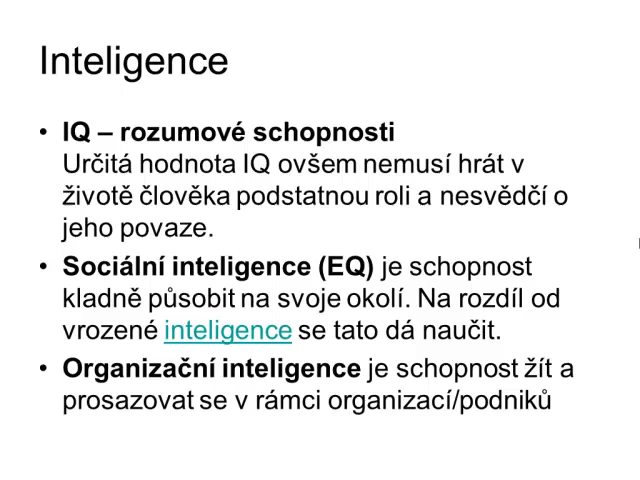 Inteligence
• IQ – rozumové schopnosti
Určitá hodnota IQ ovšem nemusí hrát v
životě člověka podstatnou roli a nesvědčí o
jeho povaze.
• Sociální inteligence (EQ) je schopnost
kladně působit na svoje okolí. Na rozdíl od
vrozené inteligence se tato dá naučit.
• Organizační inteligence je schopnost žít a
prosazovat se v rámci organizací/podniků